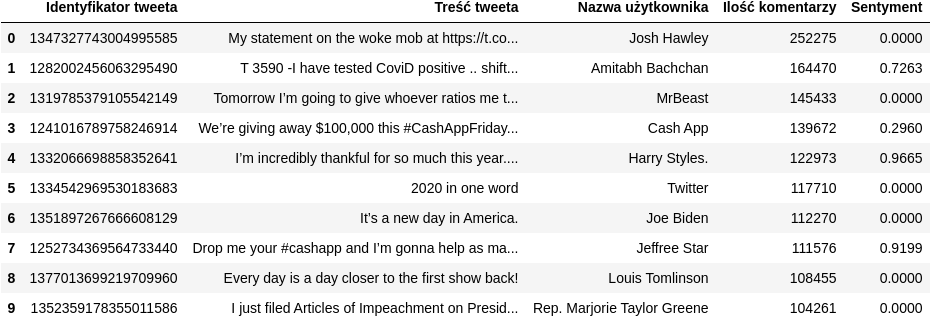 Identyfikator tweeta Treść tweeta Nazwa użytkownika Ilość komentarzy Sentyment
0 1347327743004995585 My statement on the woke mob at https://t.co... Josh Hawley 252275 0.0000
1 1282002456063295490 T 3590 -I have tested CoviD positive .. shift... Amitabh Bachchan 164470 0.7263
2 1319785379105542149 Tomorrow I’m going to give whoever ratios me t... MrBeast 145433 0.0000
3 1241016789758246914 We’re giving away $100,000 this #CashAppFriday... Cash App 139672 0.2960
4 1332066698858352641 I’m incredibly thankful for so much this year.... Harry Styles. 122973 0.9665
5 1334542969530183683 2020 in one word Twitter 117710 0.0000
6 1351897267666608129 It’s a new day in America. Joe Biden 112270 0.0000
7 1252734369564733440 Drop me your #cashapp and I’m gonna help as ma... Jeffree Star 111576 0.9199
8 1377013699219709960 Every day is a day closer to the first show back! Louis Tomlinson 108455 0.0000
9 1352359178355011586 I just filed Articles of Impeachment on Presid... Rep. Marjorie Taylor Greene 104261 0.0000